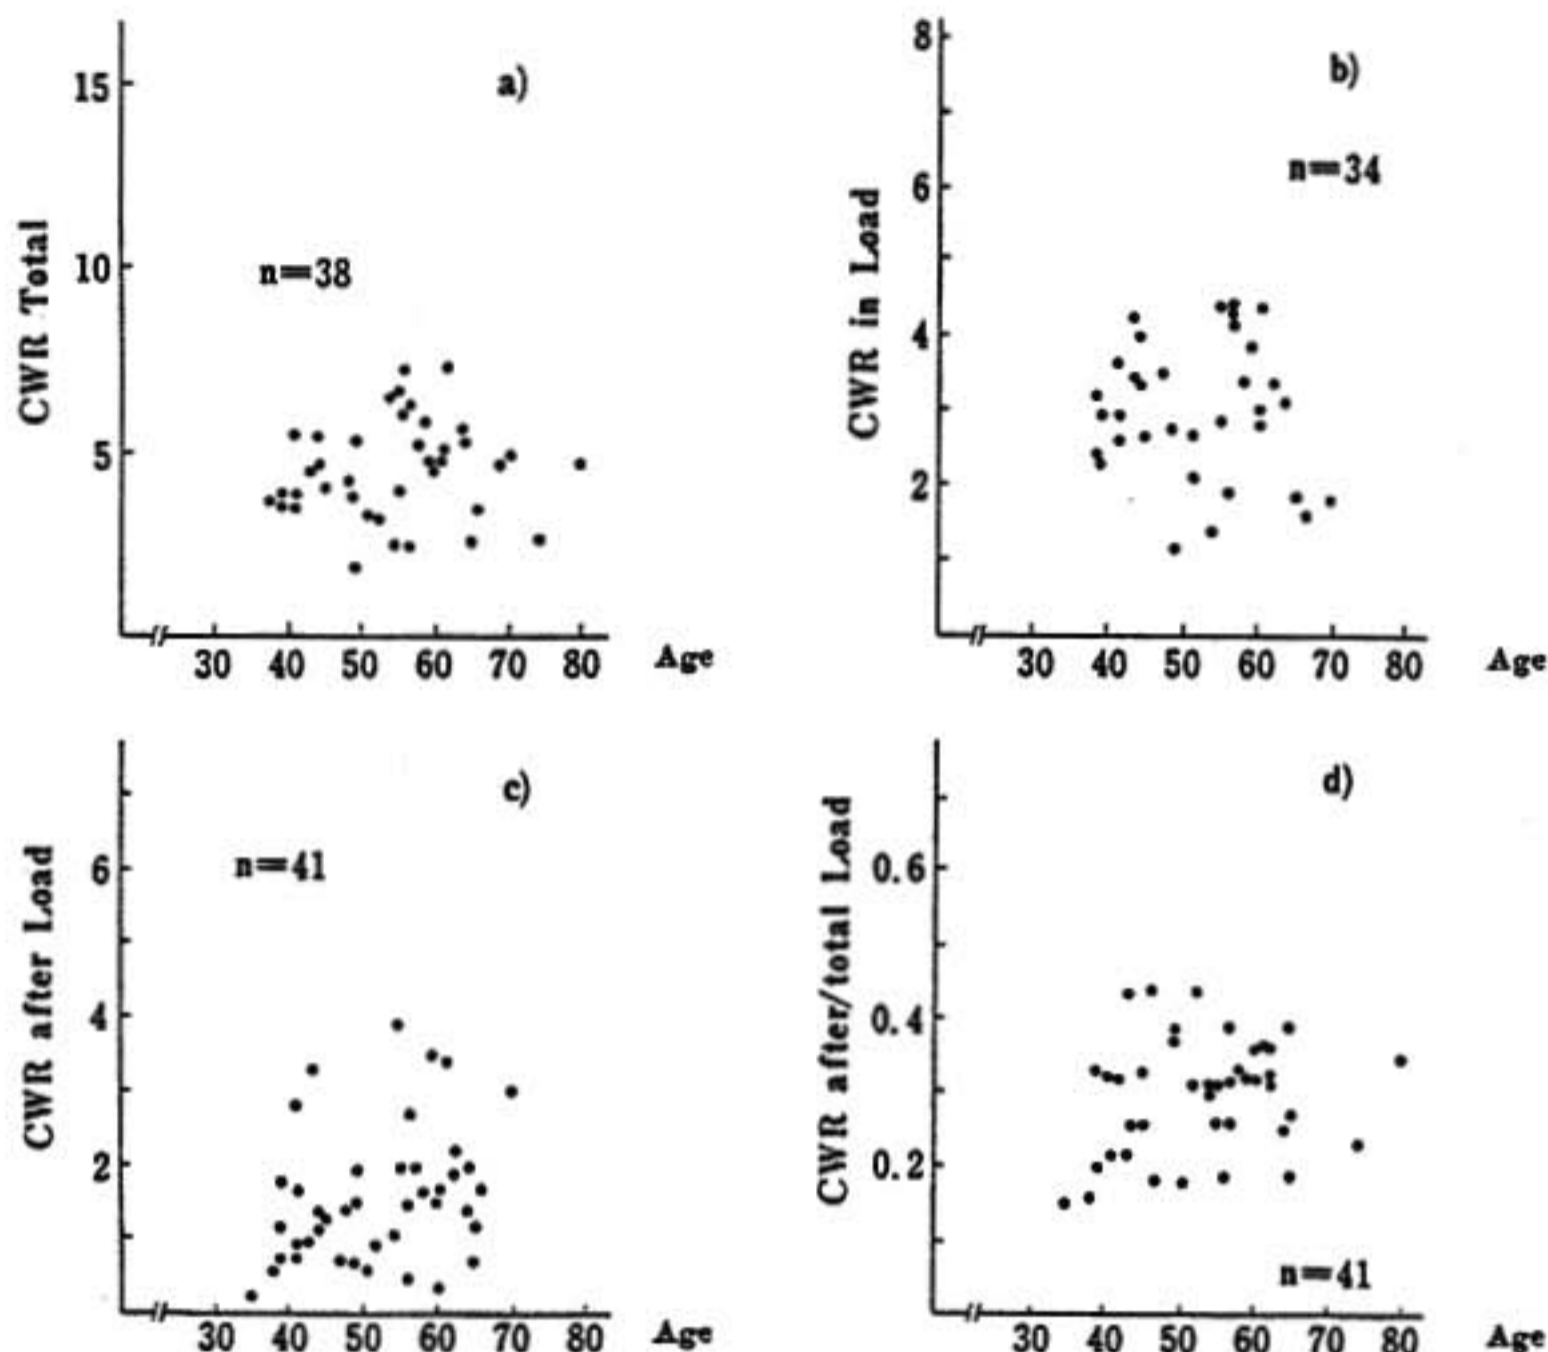 a)
15
10
5
CWR Total
n=38
30 40 50 60 70 80 Age
b)
8
6
4
2
CWR in Load
n=34
30 40 50 60 70 80 Age
c)
6
4
2
CWR after Load
n=41
30 40 50 60 70 80 Age
d)
0.6
0.4
0.2
CWR after/total Load
n=41
30 40 50 60 70 80 Age